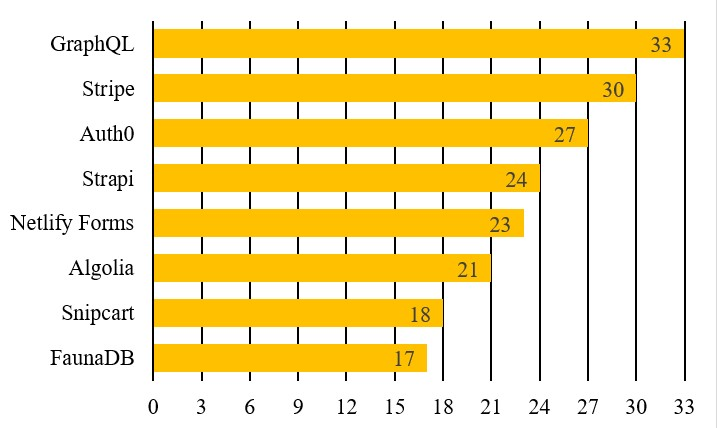 GraphQL 33
Stripe 30
Auth0 27
Strapi 24
Netlify Forms 23
Algolia 21
Snipcart 18
FaunaDB 17
0 3 6 9 12 15 18 21 24 27 30 33